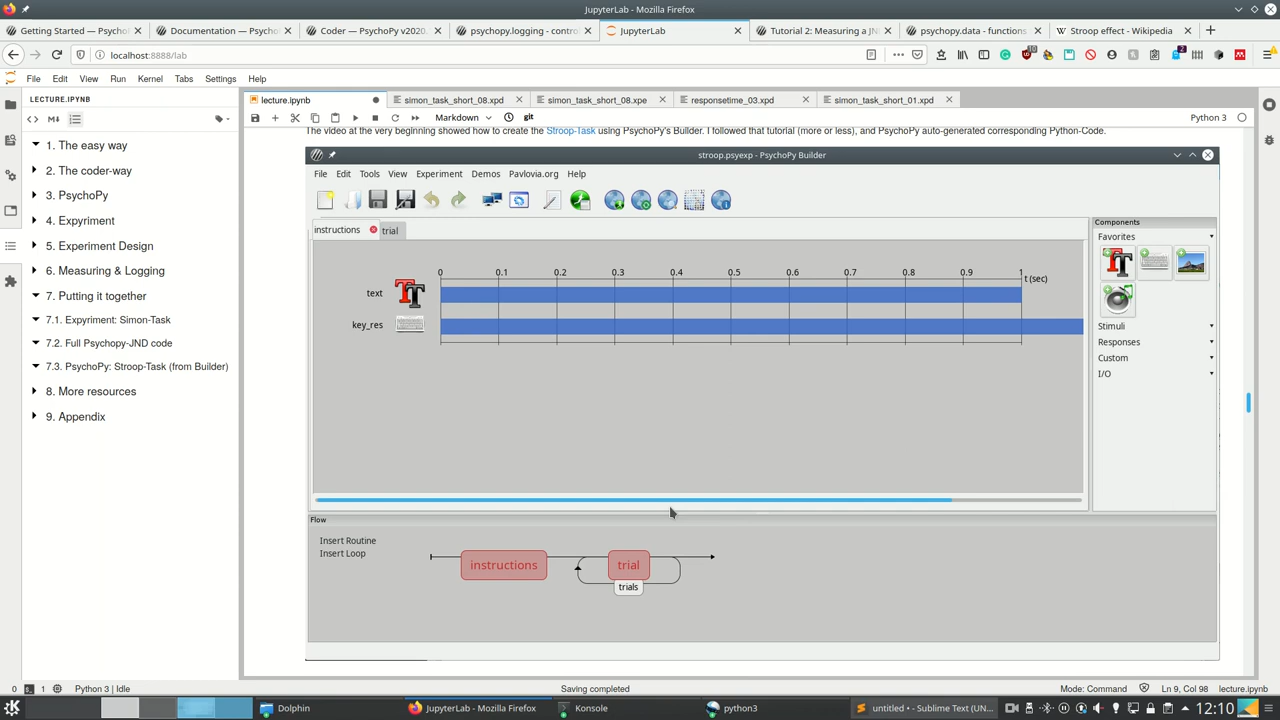 JupyterLab - Mozilla Firefox
Getting Started — Psycho
Documentation — Psycho
Coder — PsychoPy v2020.
psychopy.logging - contro
JupyterLab
Tutorial 2: Measuring a JN
psychopy.data - functions
Stroop effect - Wikipedia
localhost:8888/lab
File Edit View Run Kernel Tabs Settings Help
LECTURE.IPYNB
lecture.ipynb
simon_task_short_08.xpd
simon_task_short_08.xpe
responsetime_03.xpd
simon_task_short_01.xpd
Markdown
git
Python 3
1. The easy way
2. The coder-way
3. PsychoPy
4. Expyriment
5. Experiment Design
6. Measuring & Logging
7. Putting it together
7.1. Expyriment: Simon-Task
7.2. Full Psychopy-JND code
7.3. PsychoPy: Stroop-Task (from Builder)
8. More resources
9. Appendix
The video at the very beginning showed how to create the Stroop-Task using PsychoPy's Builder. I followed that tutorial (more or less), and PsychoPy auto-generated corresponding Python-Code.
stroop.psyexp - PsychoPy Builder
File Edit Tools View Experiment Demos Pavlovia.org Help
instructions
trial
0 0.1 0.2 0.3 0.4 0.5 0.6 0.7 0.8 0.9 1 t (sec)
text
key_res
Components
Favorites
Stimuli
Responses
Custom
I/O
Flow
Insert Routine
Insert Loop
instructions
trial
trials
0 1 Python 3 | Idle
Saving completed
Mode: Command
Ln 9, Col 98
lecture.ipynb
Dolphin
JupyterLab - Mozilla Firefox
Konsole
python3
untitled • - Sublime Text (UN...
12:10